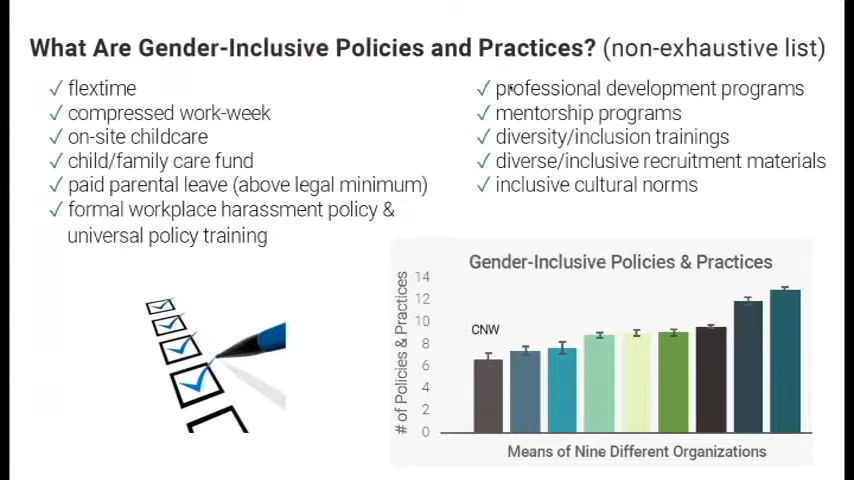 What Are Gender-Inclusive Policies and Practices? (non-exhaustive list)
✓ flextime
✓ compressed work-week
✓ on-site childcare
✓ child/family care fund
✓ paid parental leave (above legal minimum)
✓ formal workplace harassment policy &
universal policy training
✓ professional development programs
✓ mentorship programs
✓ diversity/inclusion trainings
✓ diverse/inclusive recruitment materials
✓ inclusive cultural norms
Gender-Inclusive Policies & Practices
# of Policies & Practices
14
12
10
8
6
4
2
0
CNW
Means of Nine Different Organizations